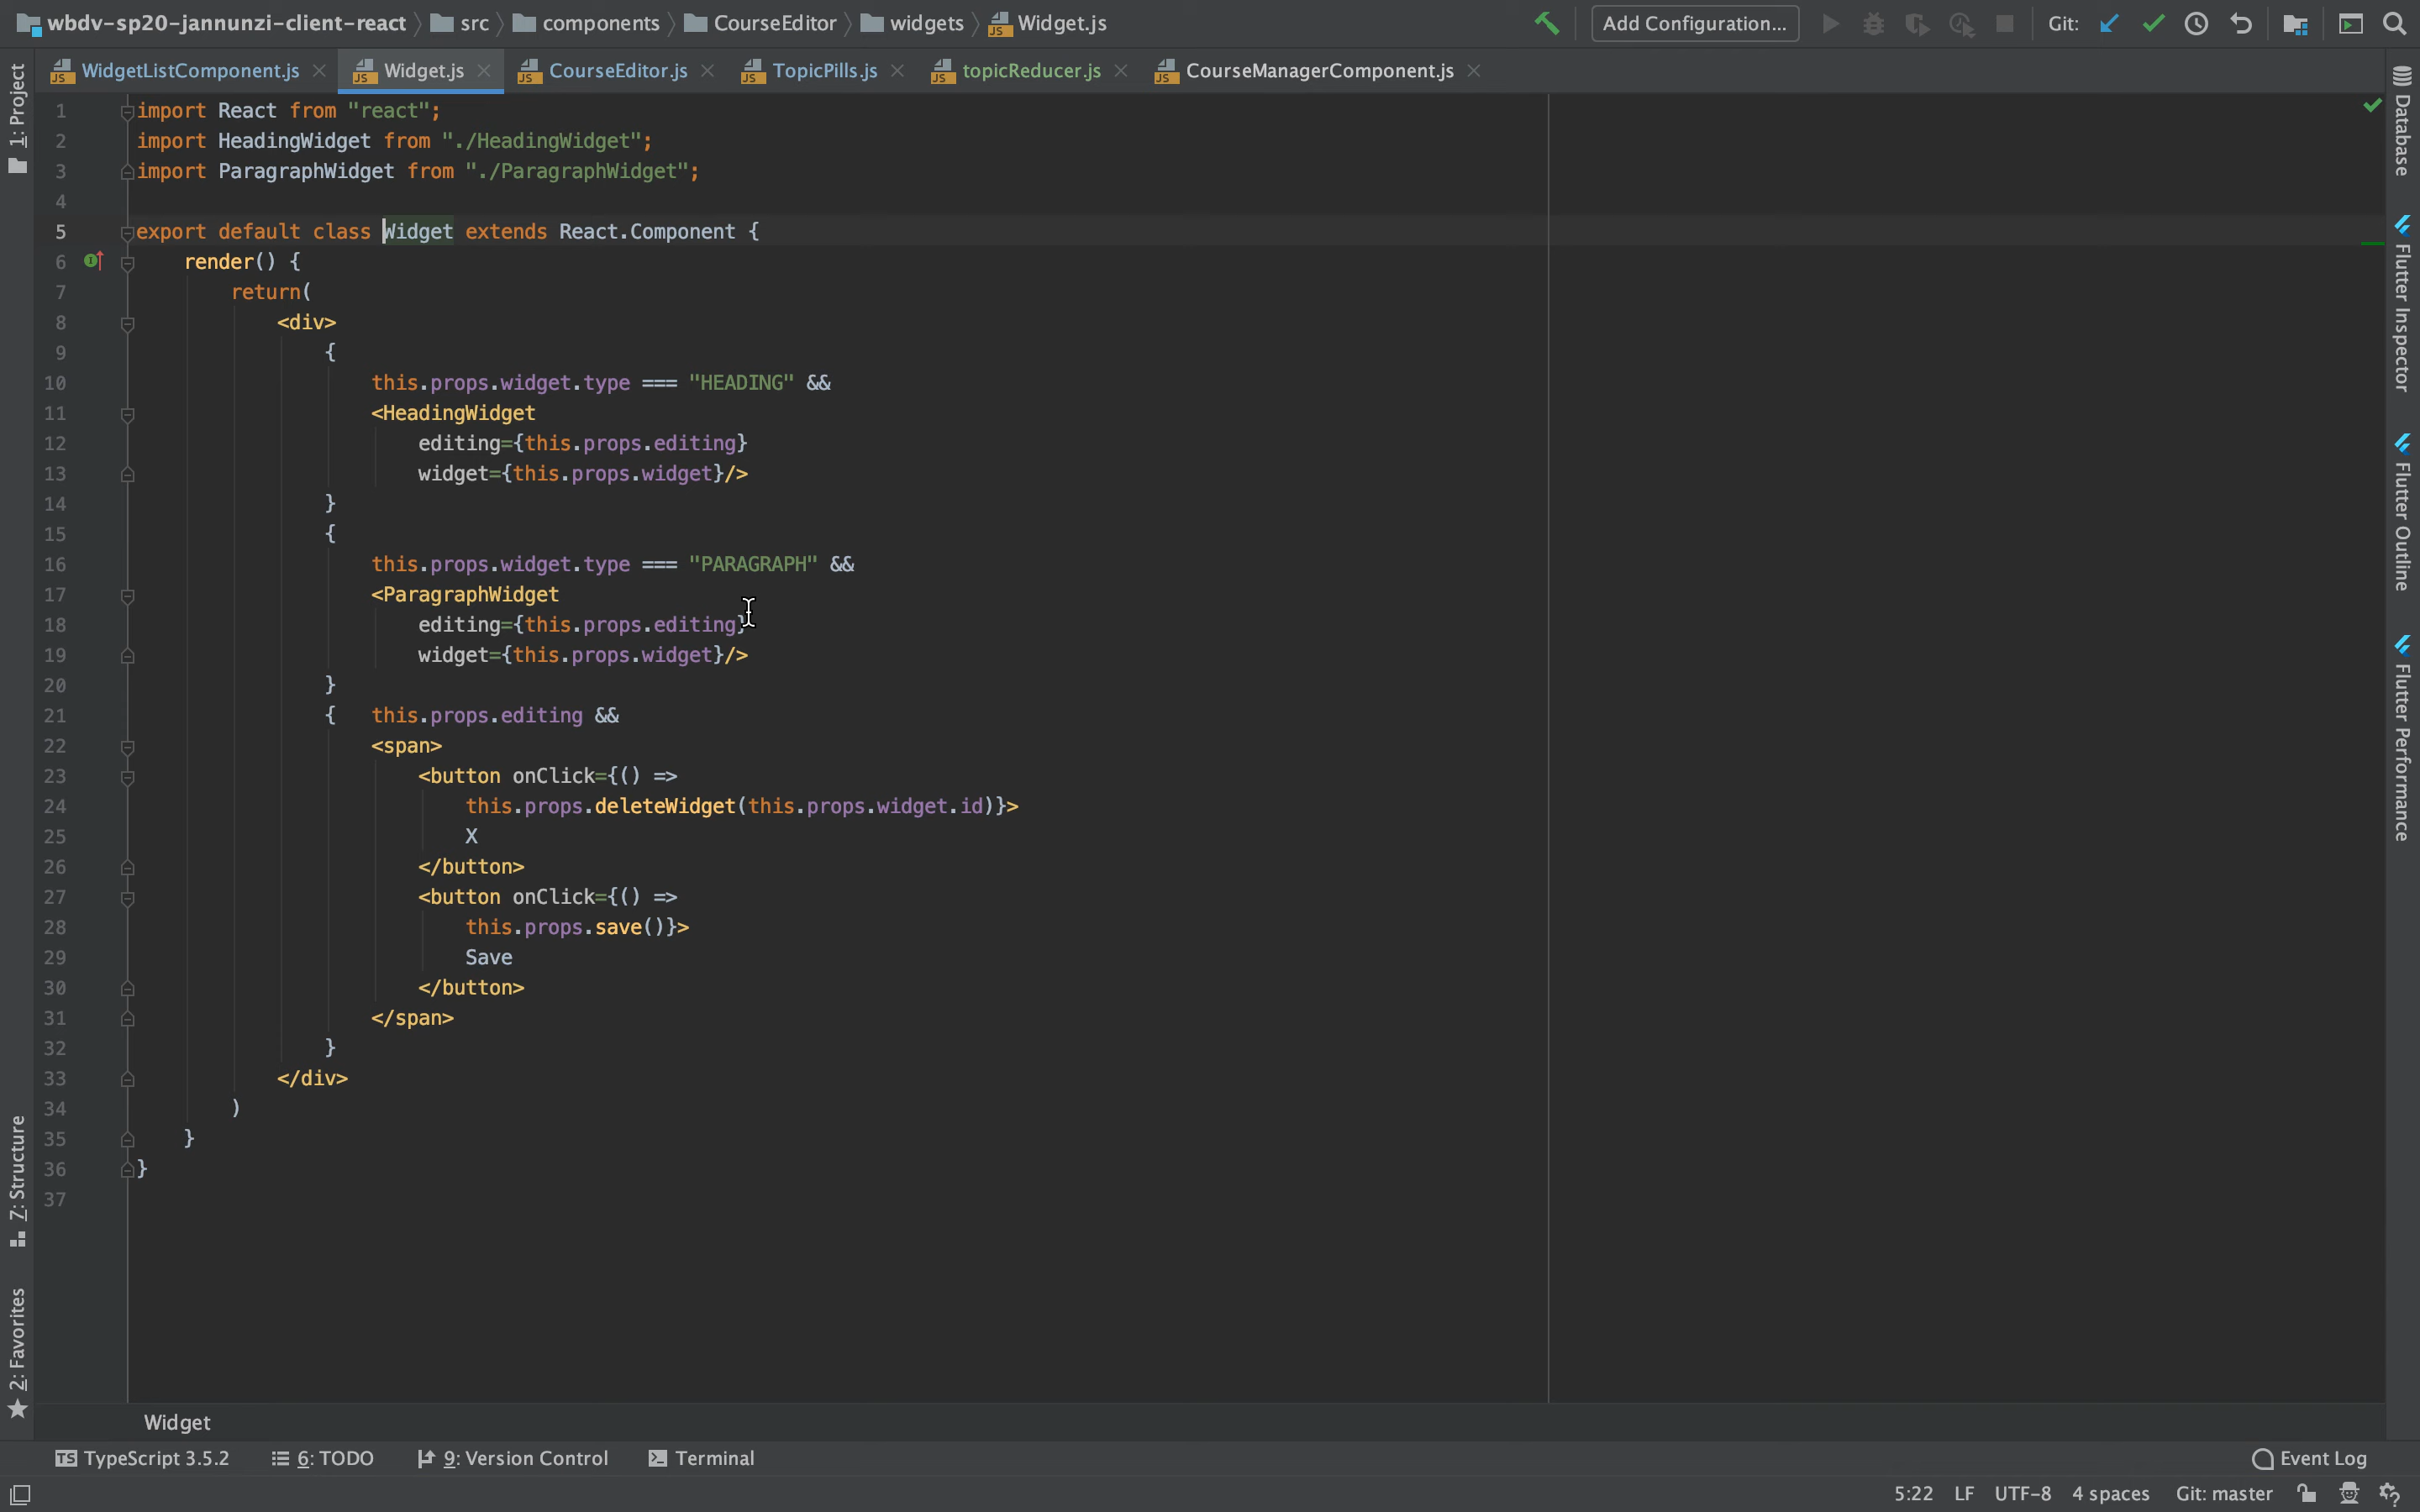 wbdv-sp20-jannunzi-client-react src components CourseEditor widgets Widget.js Add Configuration... Git:
WidgetListComponent.js Widget.js CourseEditor.js TopicPills.js topicReducer.js CourseManagerComponent.js
1 import React from "react";
2 import HeadingWidget from "./HeadingWidget";
3 import ParagraphWidget from "./ParagraphWidget";
4
5 export default class Widget extends React.Component {
6 render() {
7 return(
8 <div>
9 {
10 this.props.widget.type === "HEADING" &&
11 <HeadingWidget
12 editing={this.props.editing}
13 widget={this.props.widget}/>
14 }
15 {
16 this.props.widget.type === "PARAGRAPH" &&
17 <ParagraphWidget
18 editing={this.props.editing}
19 widget={this.props.widget}/>
20 }
21 { this.props.editing &&
22 <span>
23 <button onClick={() =>
24 this.props.deleteWidget(this.props.widget.id)}>
25 X
26 </button>
27 <button onClick={() =>
28 this.props.save()}>
29 Save
30 </button>
31 </span>
32 }
33 </div>
34 )
35 }
36 }
37
Widget
1: Project
7: Structure
2: Favorites
Database
Flutter Inspector
Flutter Outline
Flutter Performance
TypeScript 3.5.2 6: TODO 9: Version Control Terminal Event Log
5:22 LF UTF-8 4 spaces Git: master